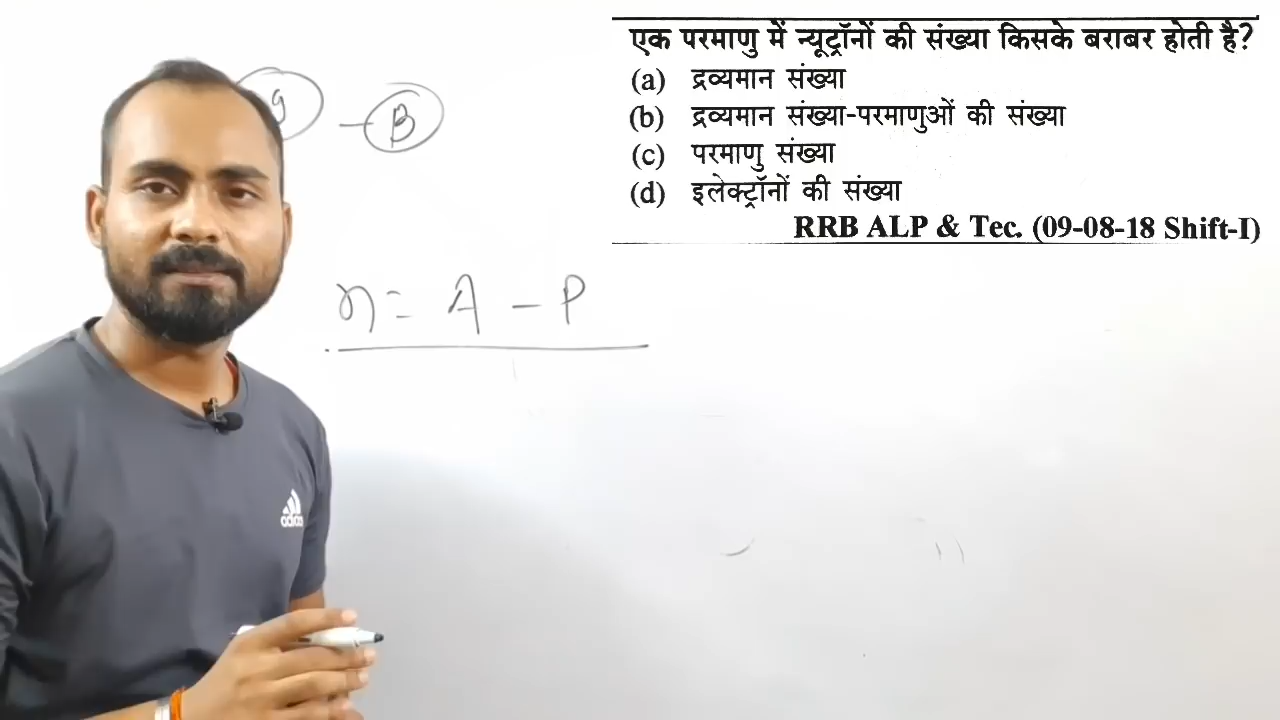 एक परमाणु में न्यूट्रॉनों की संख्या किसके बराबर होती है?
(a) द्रव्यमान संख्या
(b) द्रव्यमान संख्या-परमाणुओं की संख्या
(c) परमाणु संख्या
(d) इलेक्ट्रॉनों की संख्या
RRB ALP & Tec. (09-08-18 Shift-I)
- B
n = A - P
adidas